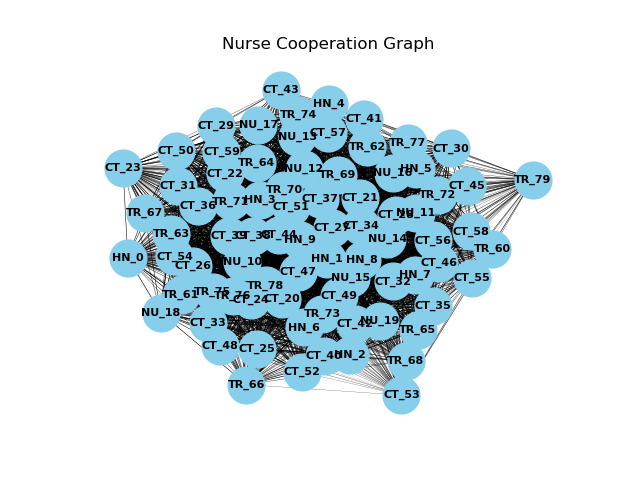 Nurse Cooperation Graph
CT_43
HN_4
TR_74
CT_41
CT_29
NU_17
CT_57
NU_13
TR_77
CT_30
CT_50
CT_59
TR_62
TR_64
CT_23
NU_12
HN_5
CT_22
TR_69
TR_79
CT_31
CT_45
TR_70
TR_72
CT_36
TR_71
HN_3
CT_51
CT_37
CT_21
TR_67
NU_11
TR_63
CT_39
CT_44
HN_9
CT_27
CT_34
NU_14
CT_56
CT_58
TR_60
HN_0
CT_54
CT_26
NU_10
HN_1
HN_8
CT_46
CT_47
NU_15
CT_32
HN_7
CT_55
TR_61
TR_75
TR_76
CT_24
TR_78
CT_20
CT_49
CT_35
NU_18
CT_33
HN_6
TR_73
CT_42
NU_19
TR_65
CT_48
CT_25
CT_40
HN_2
TR_68
TR_66
CT_52
CT_53